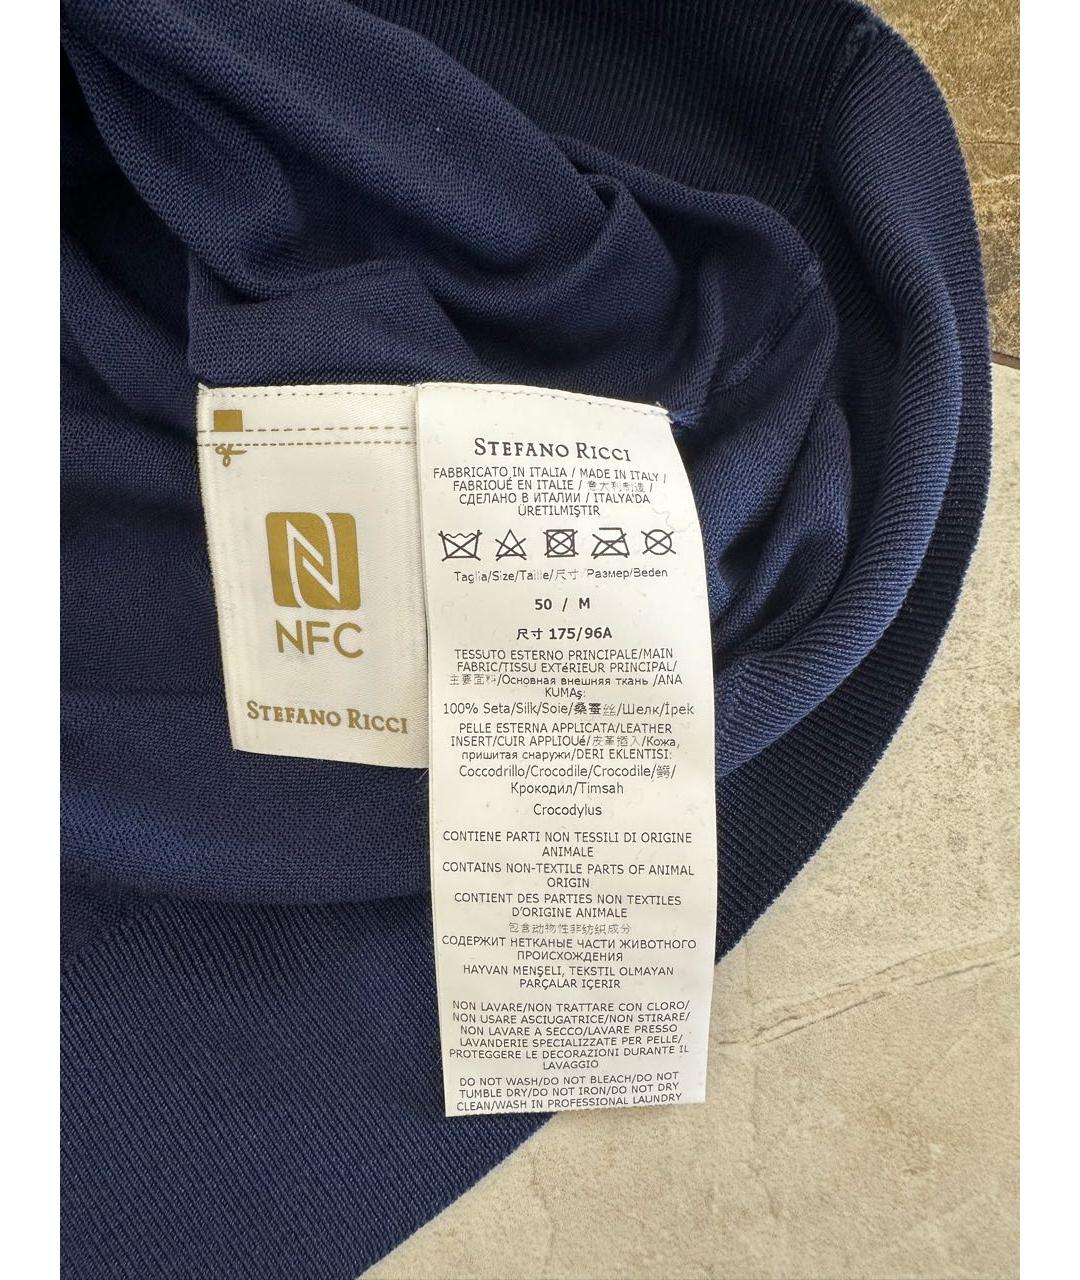 NFC
STEFANO RICCI
STEFANO RICCI
FABBRICATO IN ITALIA / MADE IN ITALY /
FABRIQUÉ EN ITALIE / 意大利制造 /
СДЕЛАНО В ИТАЛИИ / ITALYA'DA
ÜRETILMIŞTIR
Taglia/Size/Taille/尺寸/Размер/Beden
50 / M
尺寸 175/96A
TESSUTO ESTERNO PRINCIPALE/MAIN
FABRIC/TISSU EXTéRIEUR PRINCIPAL/
主要面料/Основная внешняя ткань /ANA
KUMAş:
100% Seta/Silk/Soie/桑蚕丝/Шелк/İpek
PELLE ESTERNA APPLICATA/LEATHER
INSERT/CUIR APPLIQUé/皮革插入/Кожа,
пришитая снаружи/DERI EKLENTISI:
Coccodrillo/Crocodile/Crocodile/鳄/
Крокодил/Timsah
Crocodylus
CONTIENE PARTI NON TESSILI DI ORIGINE
ANIMALE
CONTAINS NON-TEXTILE PARTS OF ANIMAL
ORIGIN
CONTIENT DES PARTIES NON TEXTILES
D'ORIGINE ANIMALE
包含动物性非纺织成分
СОДЕРЖИТ НЕТКАНЫЕ ЧАСТИ ЖИВОТНОГО
ПРОИСХОЖДЕНИЯ
HAYVAN MENŞELI, TEKSTIL OLMAYAN
PARÇALAR IÇERIR
NON LAVARE/NON TRATTARE CON CLORO/
NON USARE ASCIUGATRICE/NON STIRARE/
NON LAVARE A SECCO/LAVARE PRESSO
LAVANDERIE SPECIALIZZATE PER PELLE/
PROTEGGERE LE DECORAZIONI DURANTE IL
LAVAGGIO
DO NOT WASH/DO NOT BLEACH/DO NOT
TUMBLE DRY/DO NOT IRON/DO NOT DRY
CLEAN/WASH IN PROFESSIONAL LAUNDRY